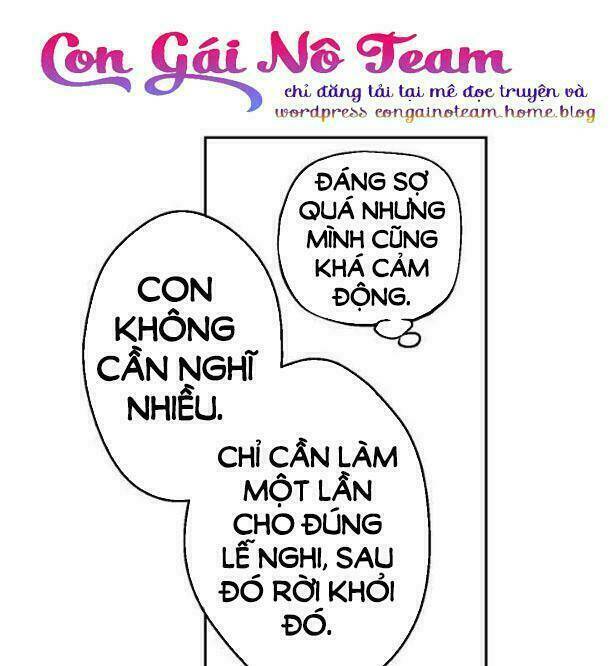 Con Gái Nô Team
chỉ đăng tải tại mê đọc truyện và
wordpress congainoteam.home.blog
ĐÁNG SỢ
QUÁ NHƯNG
MÌNH CŨNG
KHÁ CẢM
ĐỘNG.
CON
KHÔNG
CẦN NGHĨ
NHIỀU.
CHỈ CẦN LÀM
MỘT LẦN
CHO ĐÚNG
LỄ NGHI, SAU
ĐÓ RỜI KHỎI
ĐÓ.